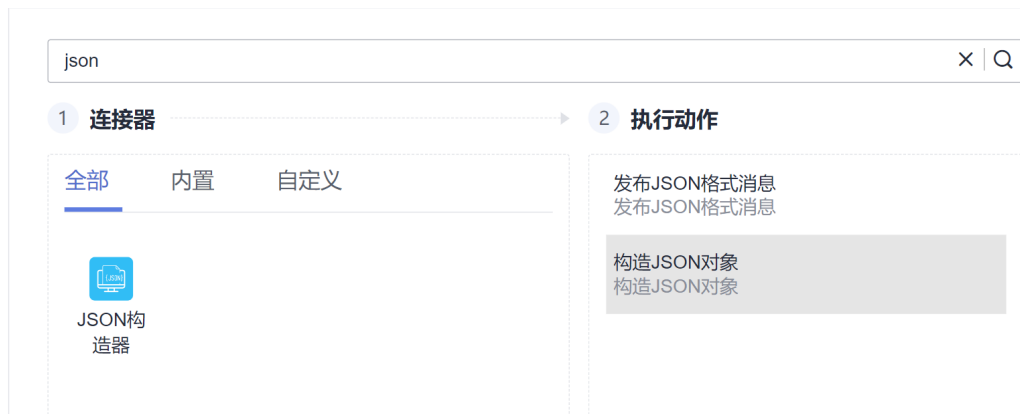 json
1 连接器
2 执行动作
全部 内置 自定义
JSON构
造器
发布JSON格式消息
发布JSON格式消息
构造JSON对象
构造JSON对象